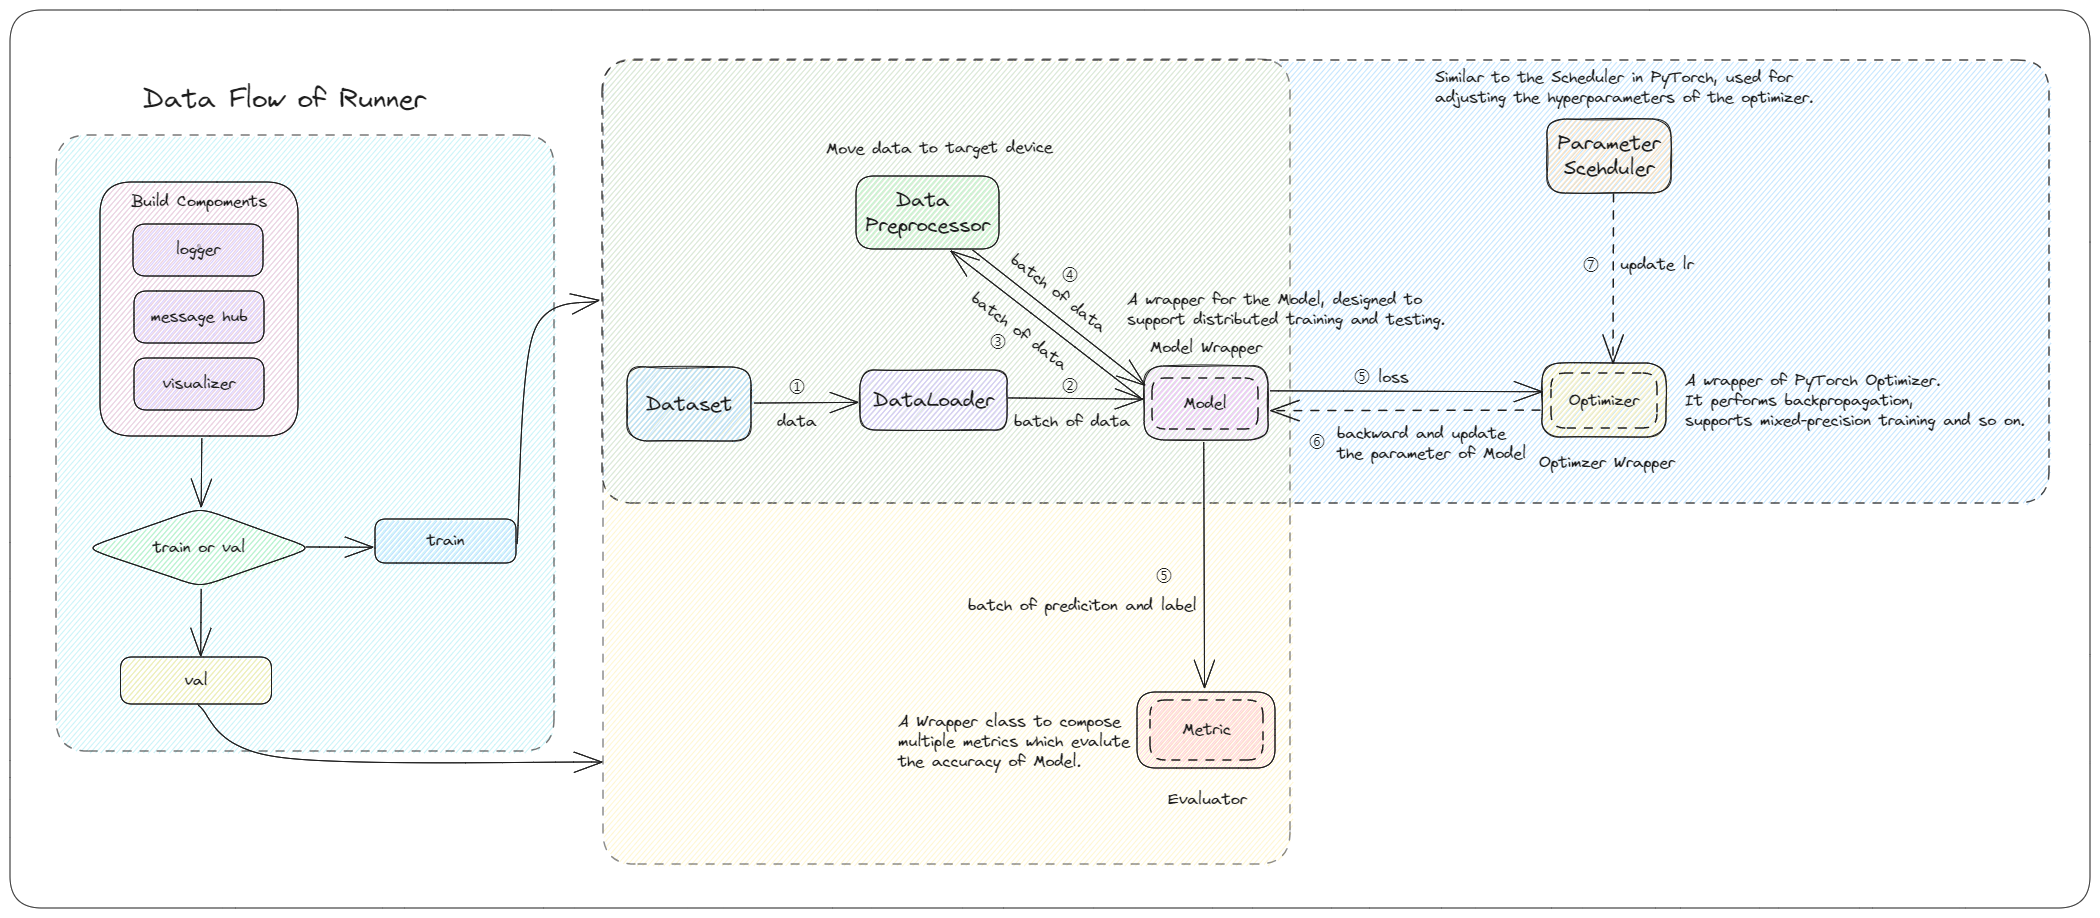 Data Flow of Runner
Build Compoments
logger
message hub
visualizer
train or val
train
val
Move data to target device
Data
Preprocessor
④
batch of data
batch of data
③
Dataset
①
data
DataLoader
②
batch of data
A wrapper for the Model, designed to
support distributed training and testing.
Model Wrapper
Model
⑤ loss
⑥ backward and update
the parameter of Model
Similar to the Scheduler in PyTorch, used for
adjusting the hyperparameters of the optimizer.
Parameter
Scehduler
⑦ update lr
Optimizer
Optimzer Wrapper
A wrapper of PyTorch Optimizer.
It performs backpropagation,
supports mixed-precision training and so on.
⑤
batch of prediciton and label
A Wrapper class to compose
multiple metrics which evalute
the accuracy of Model.
Metric
Evaluator